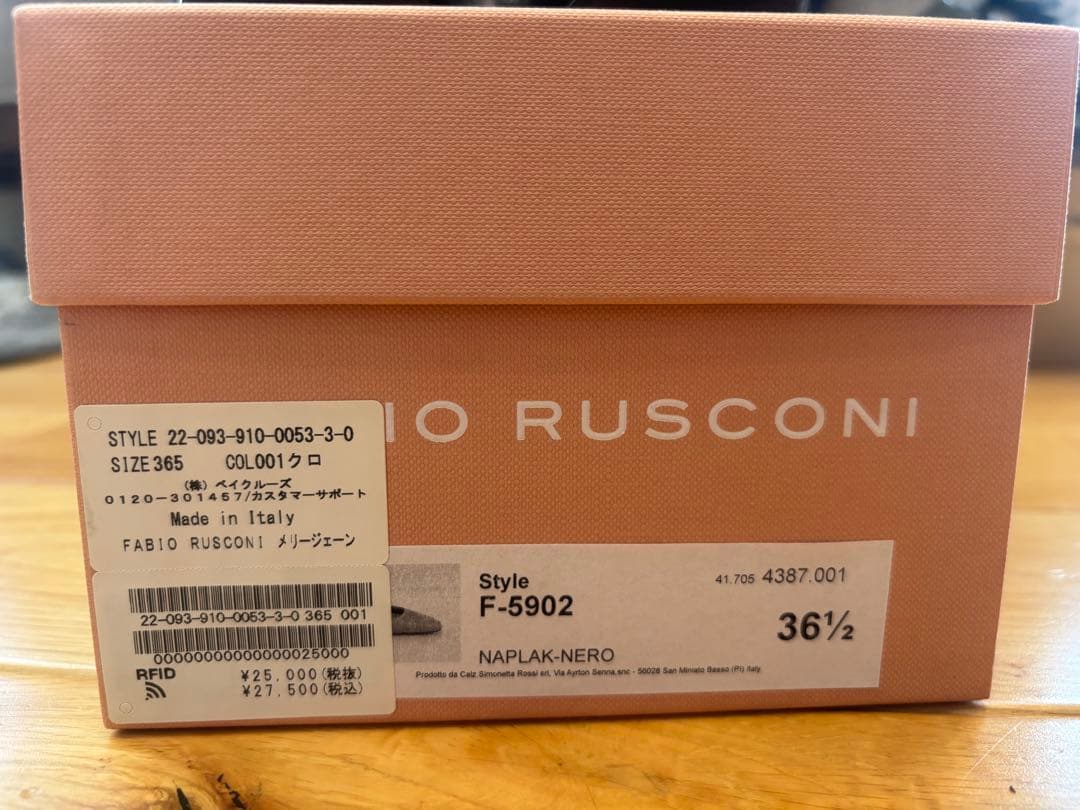 IO RUSCONI
STYLE 22-093-910-0053-3-0
SIZE365 COL001クロ
(株) ベイクルーズ
0120-301457/カスタマーサポート
Made in Italy
FABIO RUSCONI メリージェーン
22-093-910-0053-3-0 365 001
00000000000000025000
RFID
¥25,000(税抜)
¥27,500(税込)
Style
F-5902
41.705 4387.001
36½
NAPLAK-NERO
Prodotto da Calz Simonetta Rossi srl, Via Ayrton Senna,snc - 56028 San Miniato Basso (PI) Italy